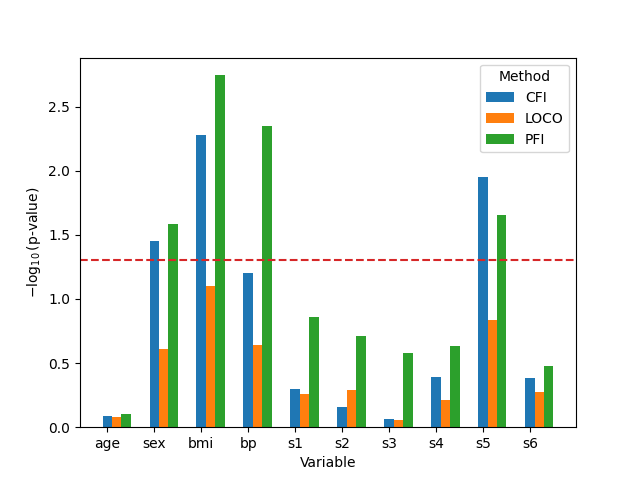 Method
CFI
LOCO
PFI
2.5
2.0
1.5
1.0
0.5
0.0
−log₁₀(p-value)
age sex bmi bp s1 s2 s3 s4 s5 s6
Variable